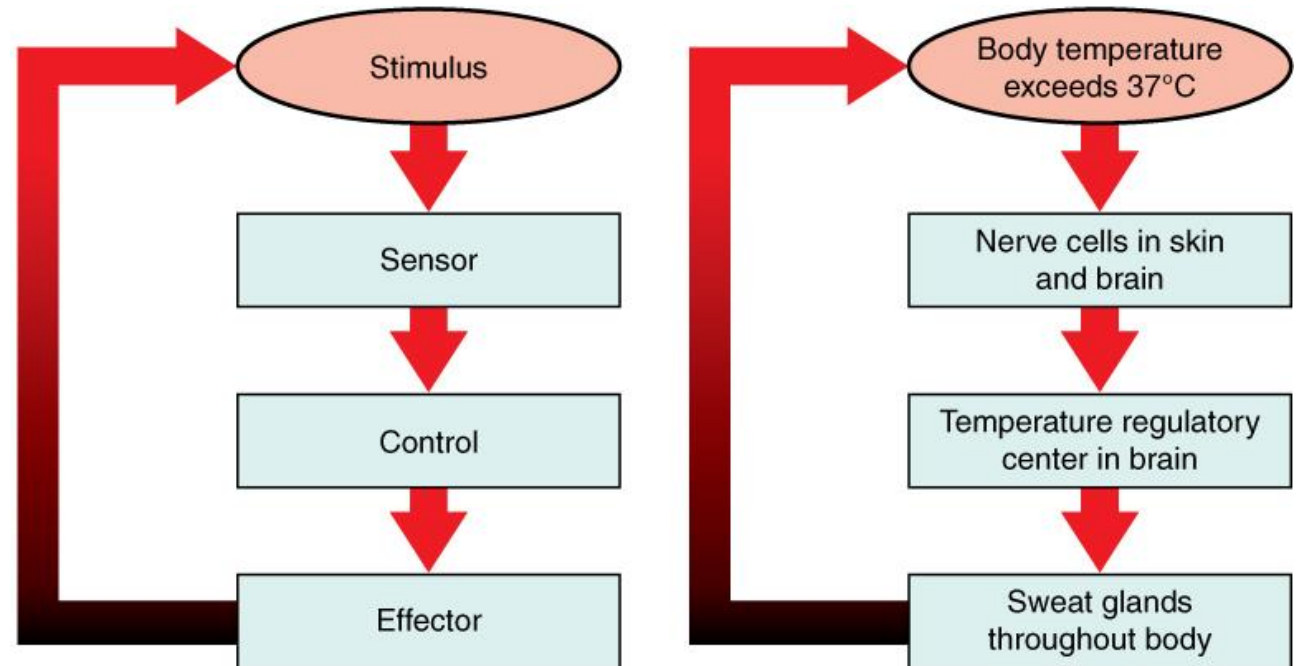 Stimulus
Sensor
Control
Effector
Body temperature
exceeds 37°C
Nerve cells in skin
and brain
Temperature regulatory
center in brain
Sweat glands
throughout body